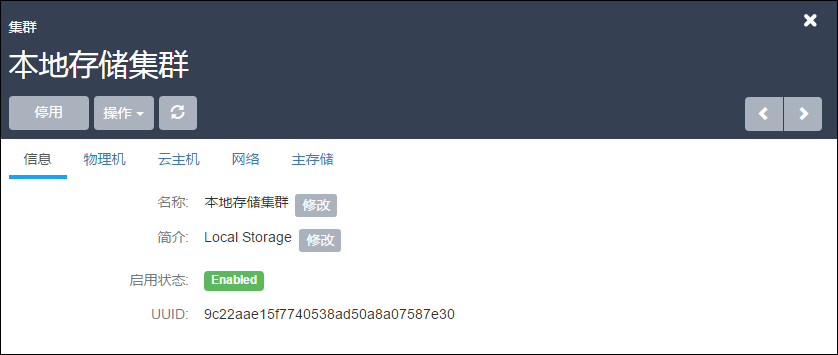 集群
本地存储集群
停用 操作
信息 物理机 云主机 网络 主存储
名称: 本地存储集群 修改
简介: Local Storage 修改
启用状态: Enabled
UUID: 9c22aae15f7740538ad50a8a07587e30